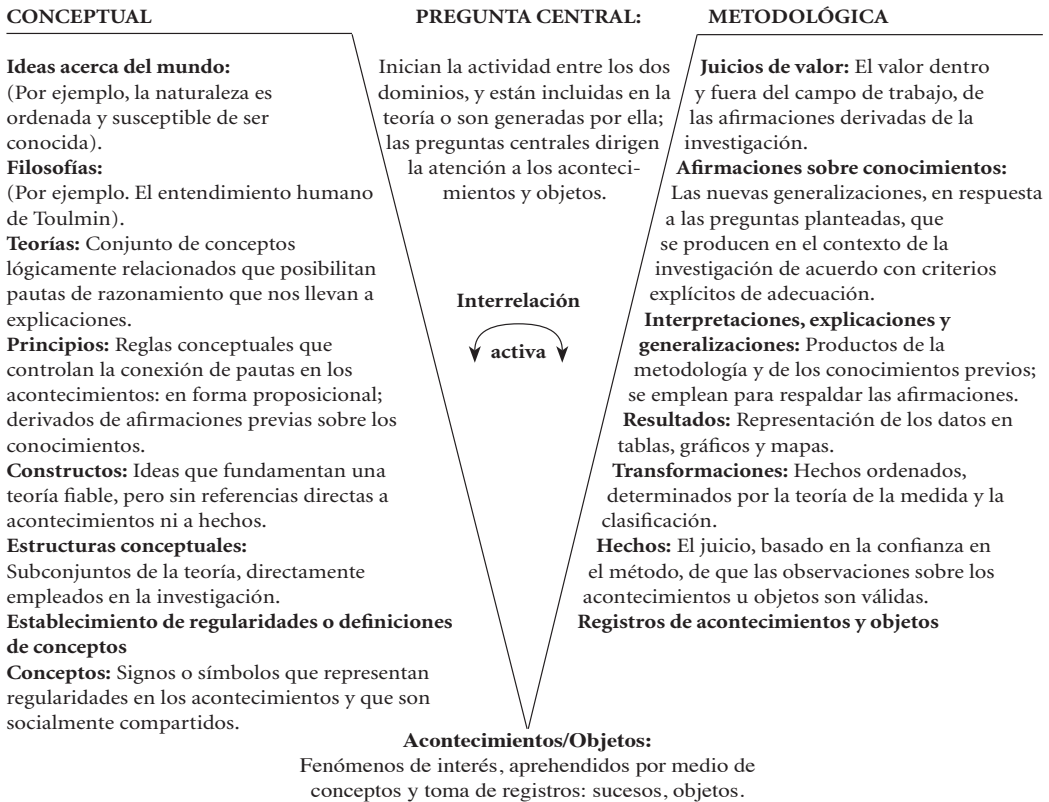 CONCEPTUAL
Ideas acerca del mundo:
(Por ejemplo, la naturaleza es
ordenada y susceptible de ser
conocida).
Filosofías:
(Por ejemplo. El entendimiento humano
de Toulmin).
Teorías: Conjunto de conceptos
lógicamente relacionados que posibilitan
pautas de razonamiento que nos llevan a
explicaciones.
Principios: Reglas conceptuales que
controlan la conexión de pautas en los
acontecimientos: en forma proposicional;
derivados de afirmaciones previas sobre los
conocimientos.
Constructos: Ideas que fundamentan una
teoría fiable, pero sin referencias directas a
acontecimientos ni a hechos.
Estructuras conceptuales:
Subconjuntos de la teoría, directamente
empleados en la investigación.
Establecimiento de regularidades o definiciones
de conceptos
Conceptos: Signos o símbolos que representan
regularidades en los acontecimientos y que son
socialmente compartidos.
PREGUNTA CENTRAL:
Inician la actividad entre los dos
dominios, y están incluidas en la
teoría o son generadas por ella;
las preguntas centrales dirigen
la atención a los aconteci-
mientos y objetos.
Interrelación
activa
METODOLÓGICA
Juicios de valor: El valor dentro
y fuera del campo de trabajo, de
las afirmaciones derivadas de la
investigación.
Afirmaciones sobre conocimientos:
Las nuevas generalizaciones, en respuesta
a las preguntas planteadas, que
se producen en el contexto de la
investigación de acuerdo con criterios
explícitos de adecuación.
Interpretaciones, explicaciones y
generalizaciones: Productos de la
metodología y de los conocimientos previos;
se emplean para respaldar las afirmaciones.
Resultados: Representación de los datos en
tablas, gráficos y mapas.
Transformaciones: Hechos ordenados,
determinados por la teoría de la medida y la
clasificación.
Hechos: El juicio, basado en la confianza en
el método, de que las observaciones sobre los
acontecimientos u objetos son válidas.
Registros de acontecimientos y objetos
Acontecimientos/Objetos:
Fenómenos de interés, aprehendidos por medio de
conceptos y toma de registros: sucesos, objetos.